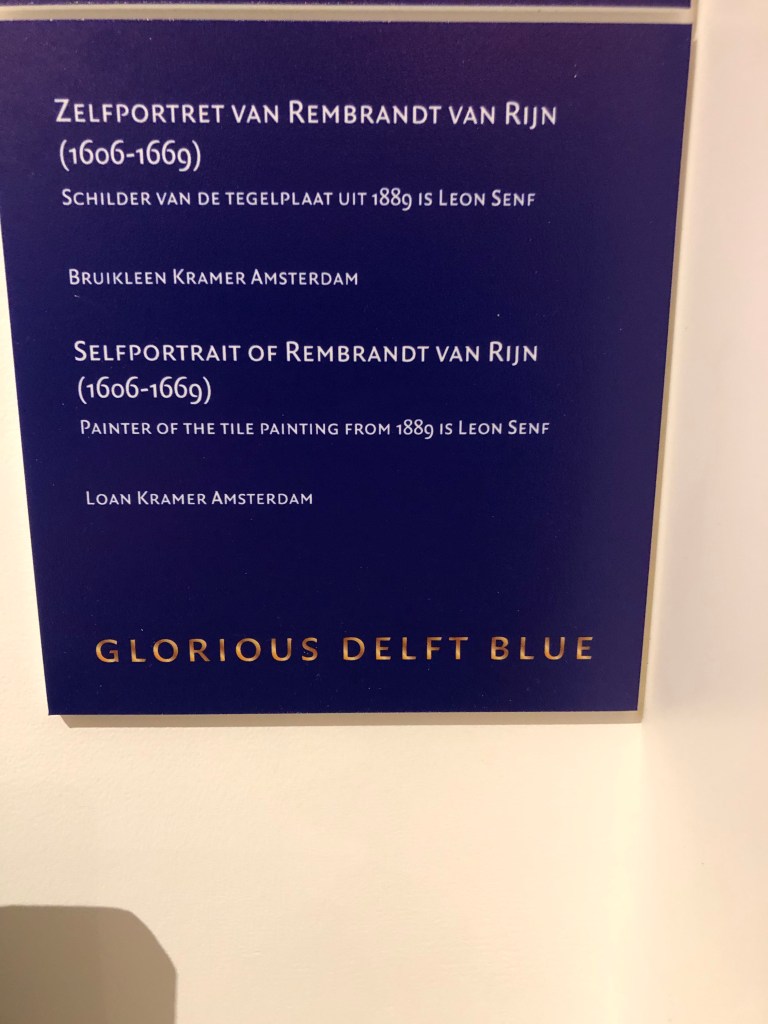 Zelfportret van Rembrandt van Rijn
(1606-1669)
Schilder van de tegelplaat uit 1889 is Leon Senf
Bruikleen Kramer Amsterdam
Selfportrait of Rembrandt van Rijn
(1606-1669)
Painter of the tile painting from 1889 is Leon Senf
Loan Kramer Amsterdam
GLORIOUS DELFT BLUE